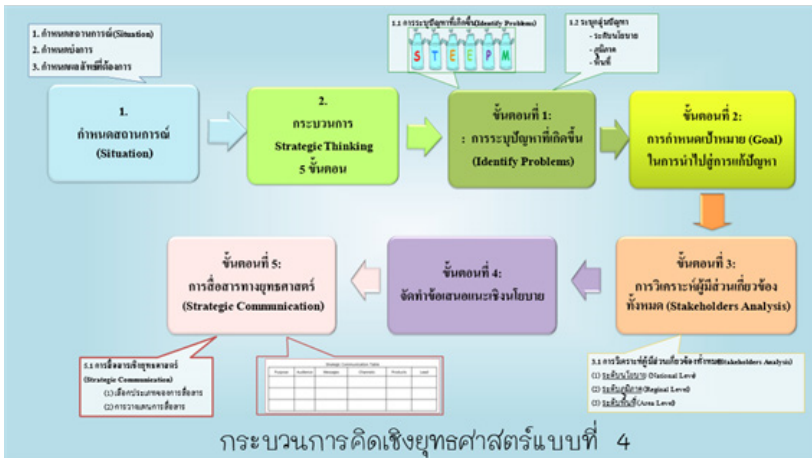 1. กำหนดสถานการณ์(Situation)
2. กำหนดบ่งการ
3. กำหนดผลลัพธ์ที่ต้องการ
1.1 การระบุปัญหาที่เกิดขึ้น(Identify Problems)
S T E E P M
1.2 ระบุกลุ่มปัญหา
- ระดับนโยบาย
- ภูมิภาค
- พื้นที่
1.
กำหนดสถานการณ์
(Situation)
2.
กระบวนการ
Strategic Thinking
5 ขั้นตอน
ขั้นตอนที่ 1:
: การระบุปัญหาที่เกิดขึ้น
(Identify Problems)
ขั้นตอนที่ 2:
การกำหนดเป้าหมาย (Goal)
ในการนำไปสู่การแก้ปัญหา
ขั้นตอนที่ 3:
การวิเคราะห์ผู้มีส่วนเกี่ยวข้อง
ทั้งหมด (Stakeholders Analysis)
ขั้นตอนที่ 4:
จัดทำข้อเสนอแนะเชิงนโยบาย
ขั้นตอนที่ 5:
การสื่อสารทางยุทธศาสตร์
(Strategic Communication)
5.1 การสื่อสารเชิงยุทธศาสตร์
(Strategic Communication)
(1) เลือกประเภทของการสื่อสาร
(2) การวางแผนการสื่อสาร
Strategic Communication Table
Purpose Audience Messages Channels Products Lead
3.1 การวิเคราะห์ผู้มีส่วนเกี่ยวข้องทั้งหมด(Stakeholders Analysis)
(1) ระดับนโยบาย (National Level)
(2) ระดับภูมิภาค (Regional Level)
(3) ระดับพื้นที่ (Area Level)
กระบวนการคิดเชิงยุทธศาสตร์แบบที่ 4